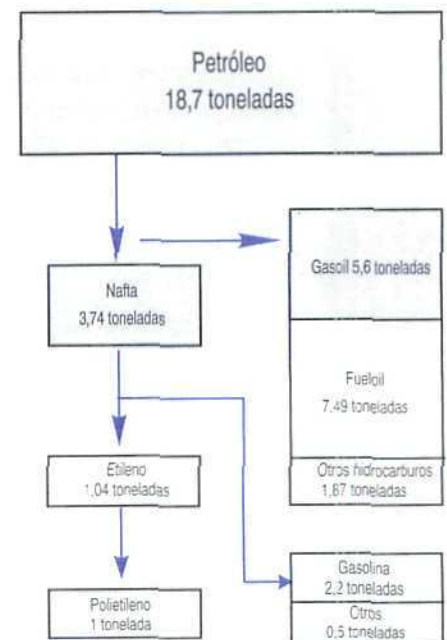 Petróleo
18,7 toneladas
Nafta
3,74 toneladas
Gasoil 5,6 toneladas
Fueloil
7,49 toneladas
Otros hidrocarburos
1,87 toneladas
Etileno
1,04 toneladas
Gasolina
2,2 toneladas
Otros
0,5 toneladas
Polietileno
1 tonelada